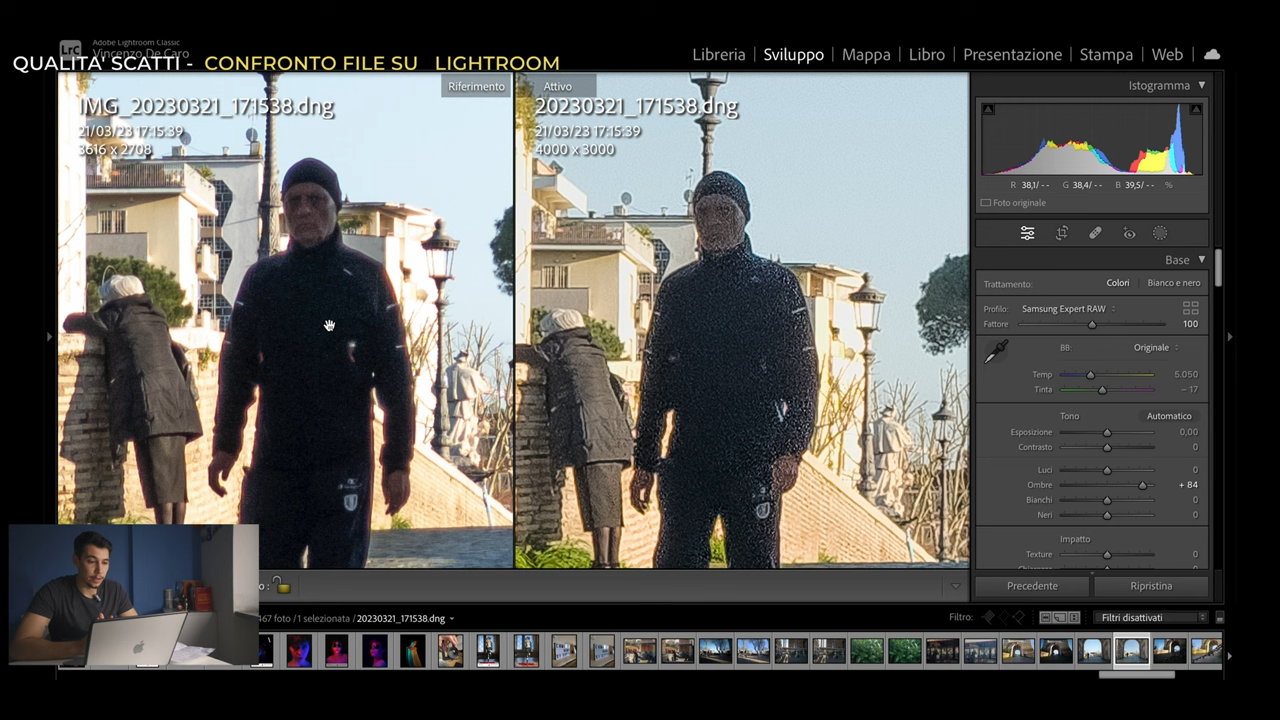 LrC
Adobe Lightroom Classic
Vincenzo De Caro
QUALITA' SCATTI - CONFRONTO FILE SU LIGHTROOM
Libreria | Sviluppo | Mappa | Libro | Presentazione | Stampa | Web
Riferimento
IMG_20230321_171538.dng
21/03/23 17:15:39
3616 x 2708
Attivo
20230321_171538.dng
21/03/23 17:15:39
4000 x 3000
Istogramma
R 38,1/-- G 38,4/-- B 39,5/-- %
Foto originale
Base
Trattamento: Colori | Bianco e nero
Profilo: Samsung Expert RAW
Fattore 100
BB: Originale
Temp 5.050
Tinta – 17
Tono Automatico
Esposizione 0,00
Contrasto 0
Luci 0
Ombre + 84
Bianchi 0
Neri 0
Impatto
Texture 0
Precedente Ripristina
o :
467 foto / 1 selezionata / 20230321_171538.dng
Filtro: Filtri disattivati